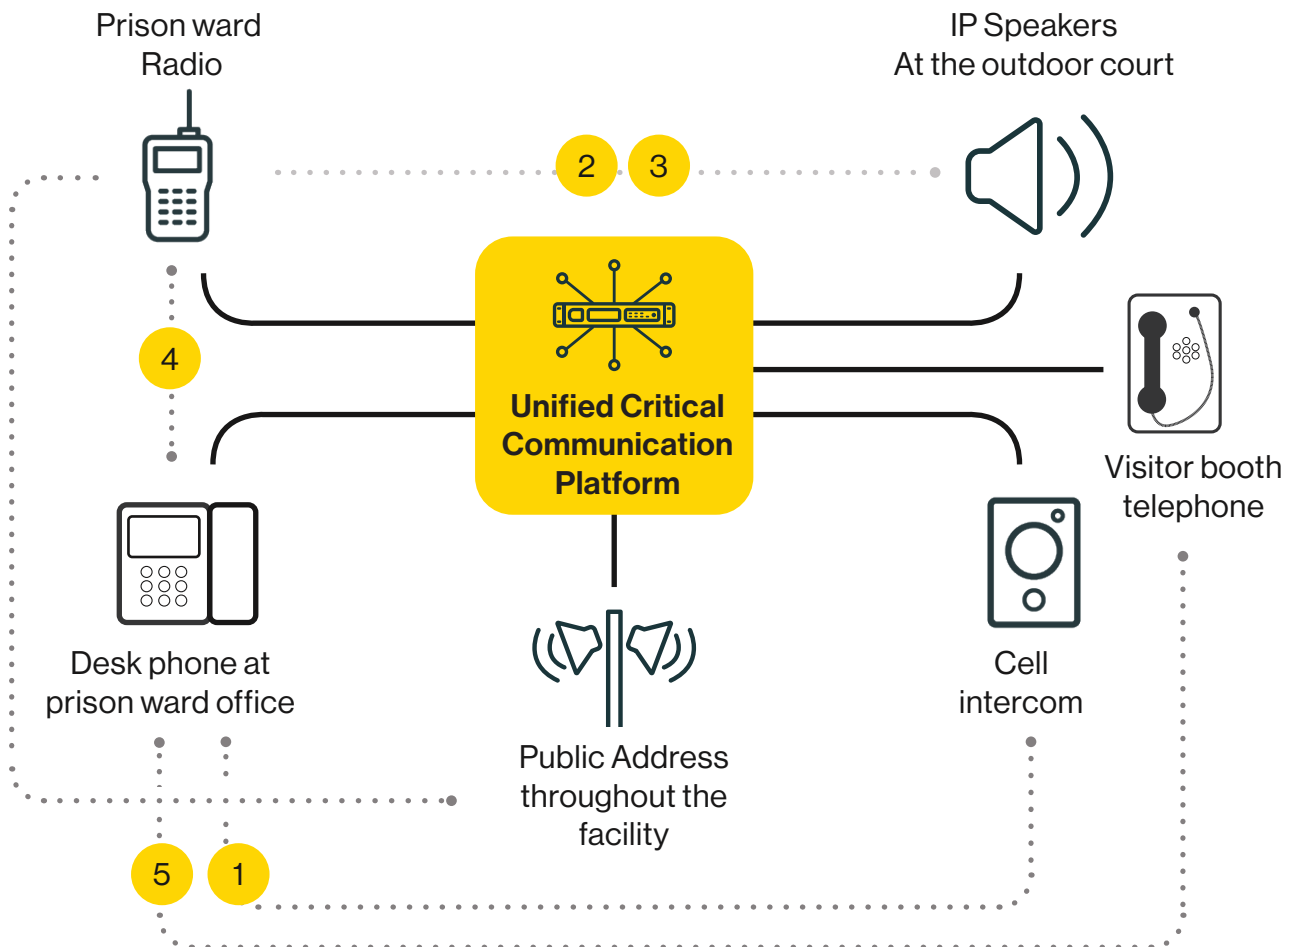 Prison ward
Radio
IP Speakers
At the outdoor court
2
3
4
Unified Critical
Communication
Platform
Visitor booth
telephone
Desk phone at
prison ward office
Cell
intercom
Public Address
throughout the
facility
5
1